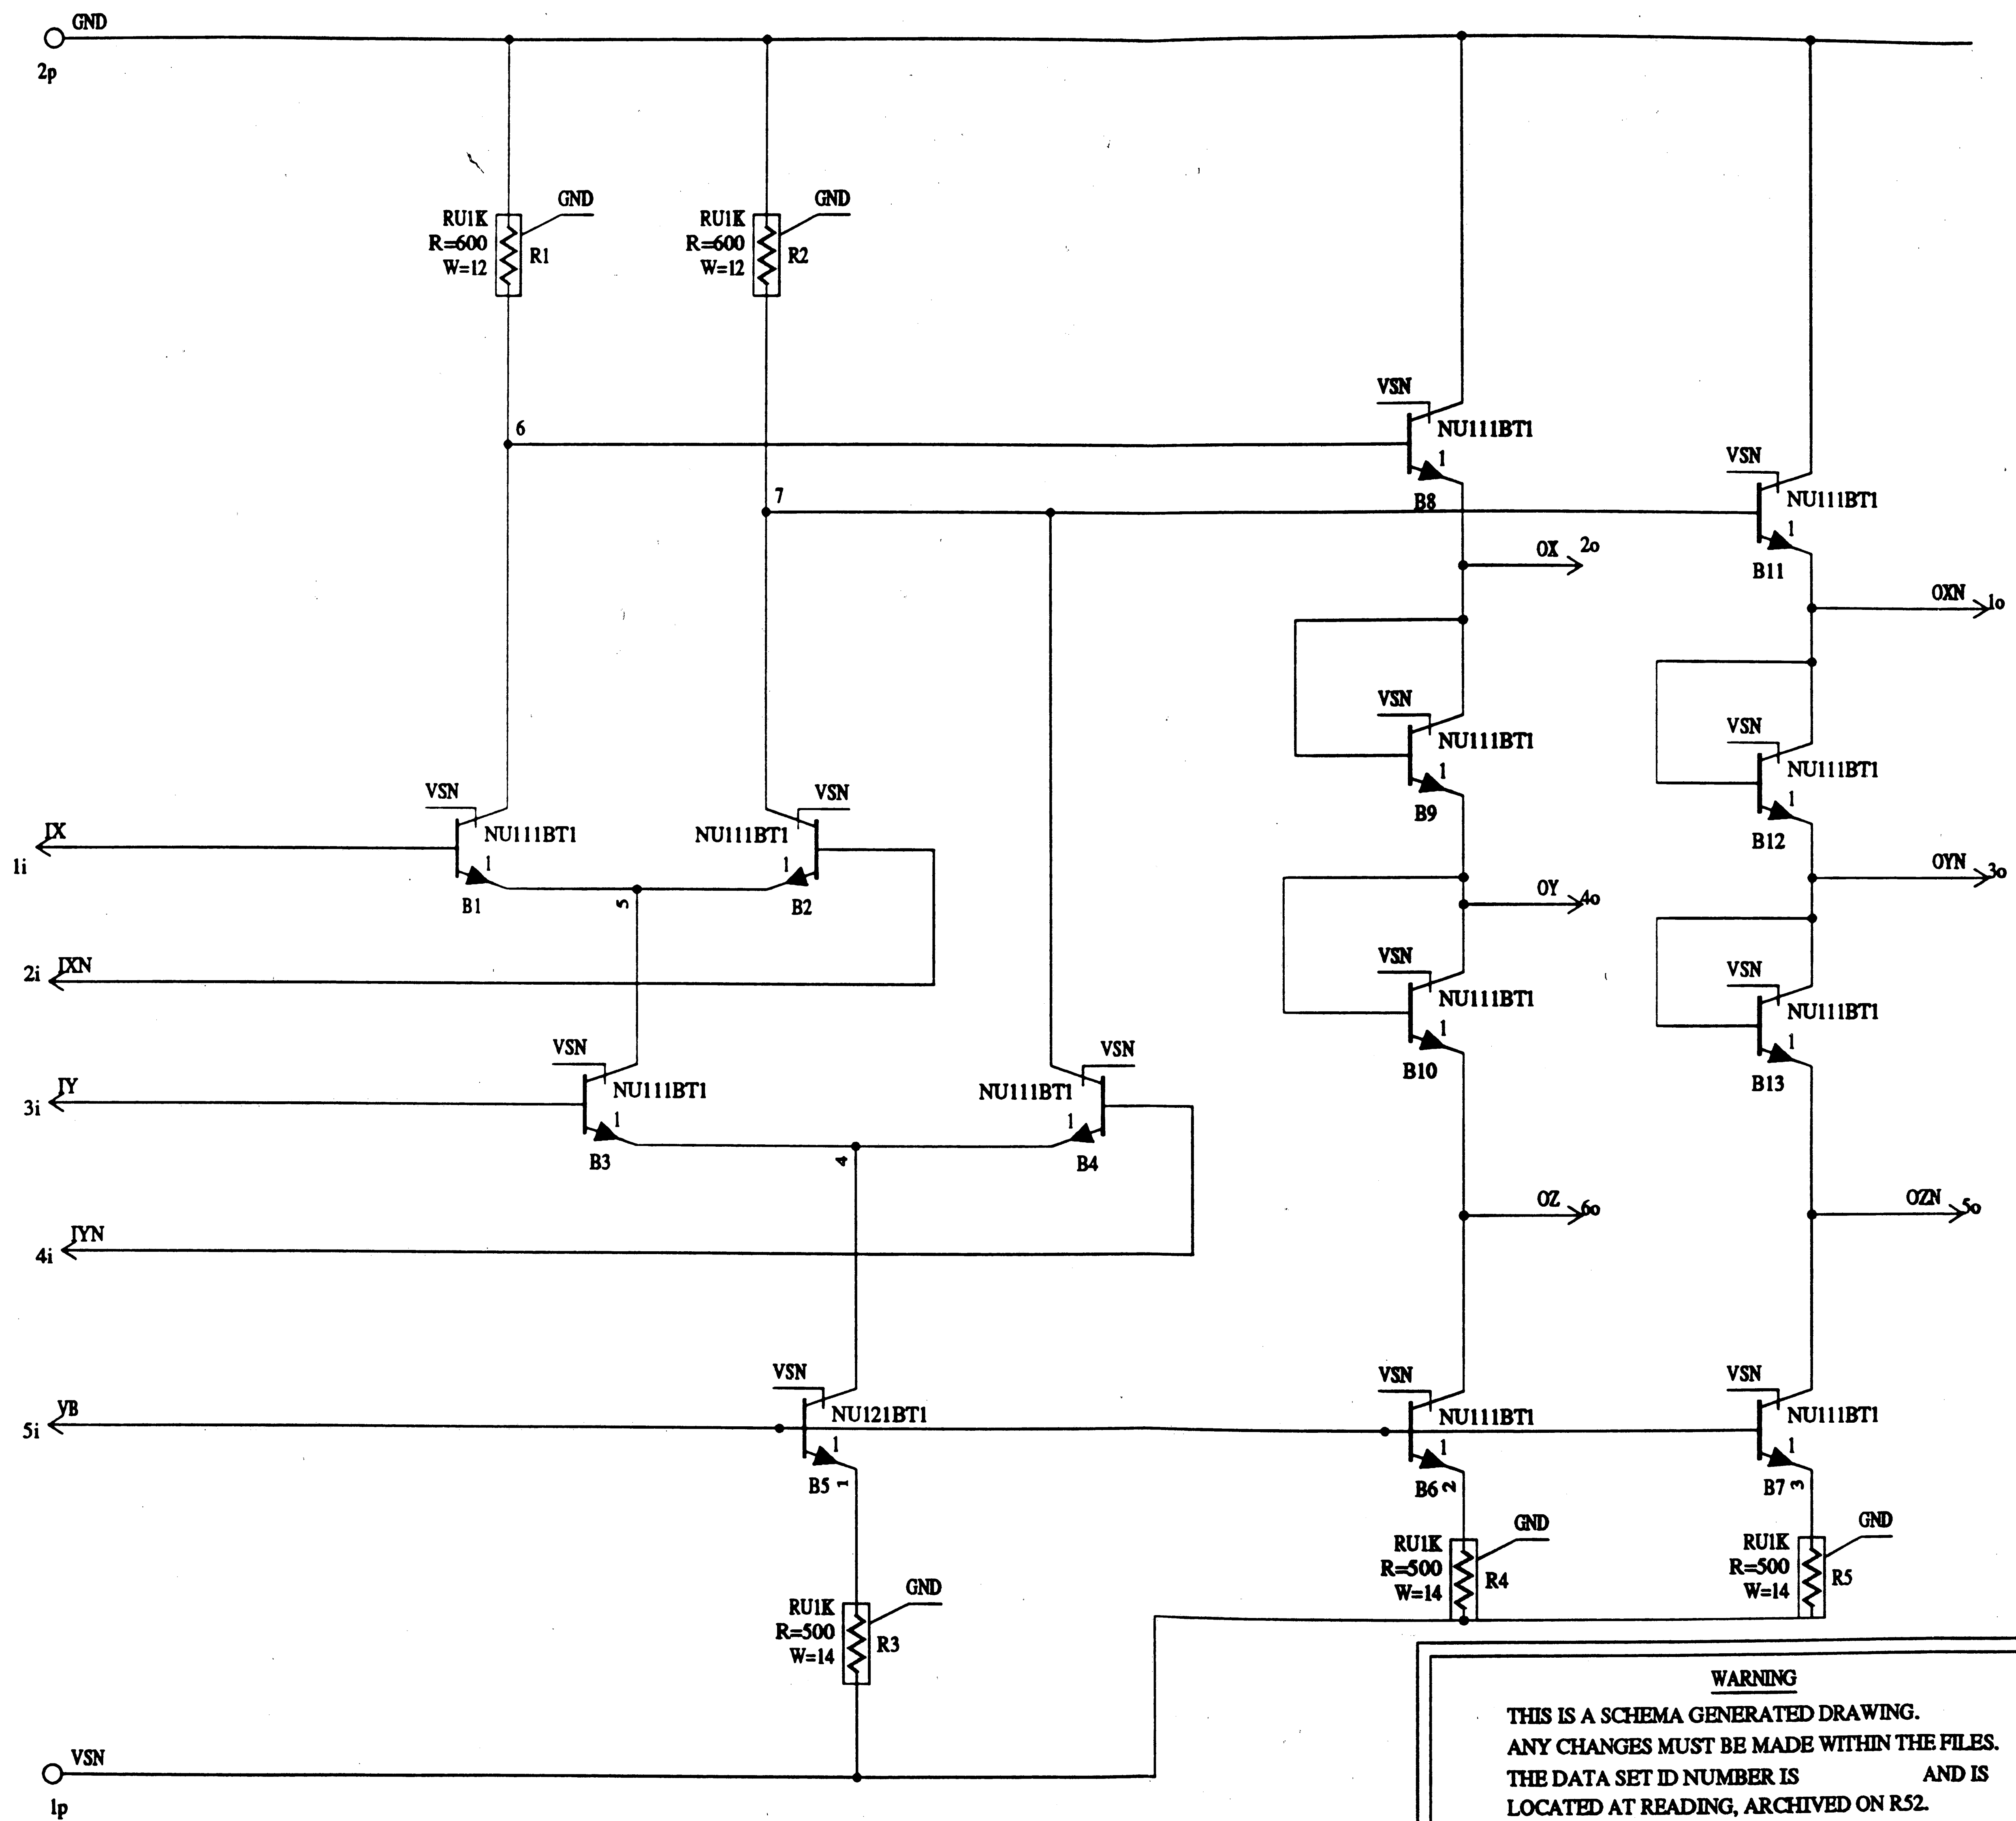 GND
2p
GND
RU1K
R=600
W=12
R1
GND
RU1K
R=600
W=12
R2
VSN
NU111BT1
1
B8
6
VSN
NU111BT1
1
B11
7
OX
2o
OXN
1o
VSN
NU111BT1
1
B9
VSN
NU111BT1
1
B12
VSN
NU111BT1
1
B1
VSN
NU111BT1
1
B2
5
IX
1i
IXN
2i
OY
4o
OYN
3o
VSN
NU111BT1
1
B10
VSN
NU111BT1
1
B13
VSN
NU111BT1
1
B3
VSN
NU111BT1
1
B4
4
IY
3i
IYN
4i
OZ
6o
OZN
5o
VSN
NU121BT1
1
B5
1
VSN
NU111BT1
1
B6
2
VSN
NU111BT1
1
B7
3
VB
5i
GND
RU1K
R=500
W=14
R4
GND
RU1K
R=500
W=14
R5
GND
RU1K
R=500
W=14
R3
VSN
1p
WARNING
THIS IS A SCHEMA GENERATED DRAWING.
ANY CHANGES MUST BE MADE WITHIN THE FILES.
THE DATA SET ID NUMBER IS AND IS
LOCATED AT READING, ARCHIVED ON R52.